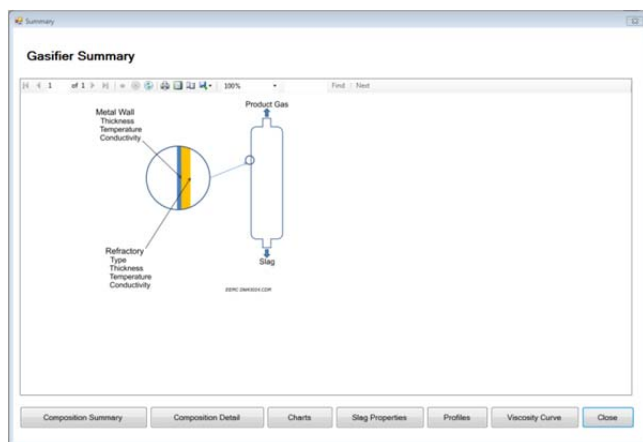 Summary
Gasifier Summary
1 of 1 100% Find | Next
Product Gas
Metal Wall
Thickness
Temperature
Conductivity
Refractory
Type
Thickness
Temperature
Conductivity
Slag
Composition Summary Composition Detail Charts Slag Properties Profiles Viscosity Curve Close